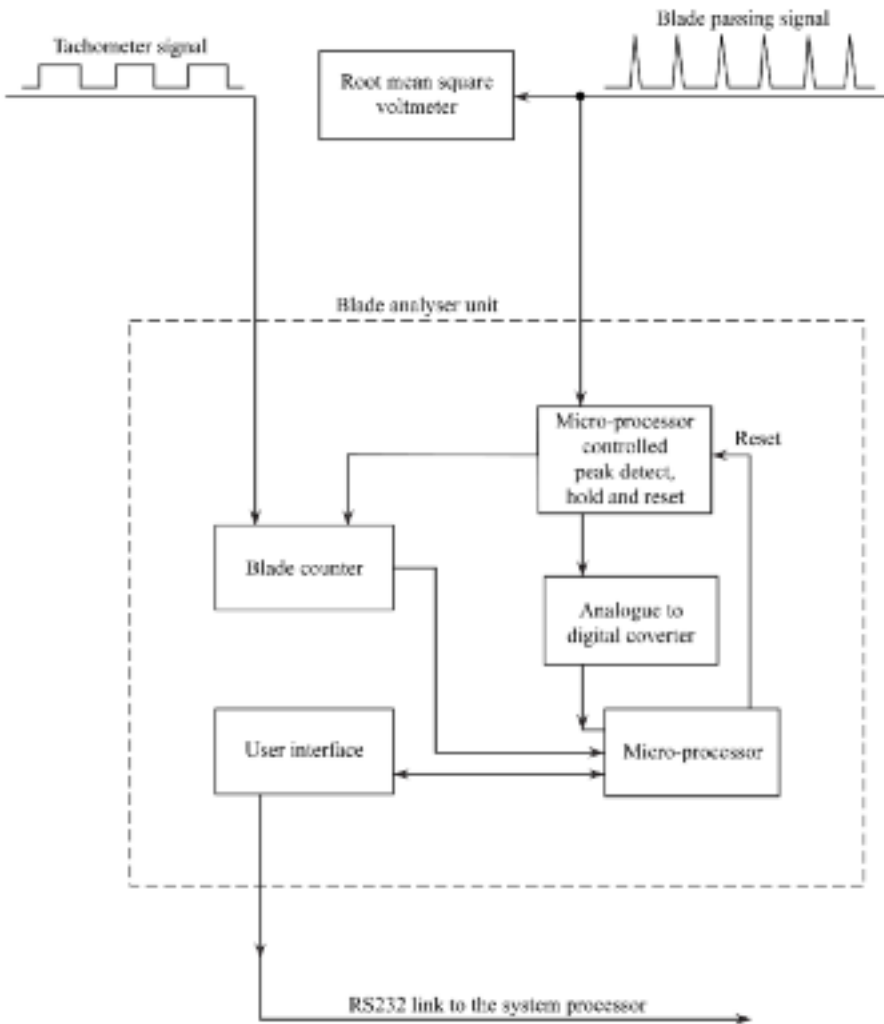 Tachometer signal
Blade passing signal
Root mean square
voltmeter
Blade analyser unit
Micro-processor
controlled
peak detect,
hold and reset
Reset
Blade counter
Analogue to
digital coverter
User interface
Micro-processor
RS232 link to the system processor